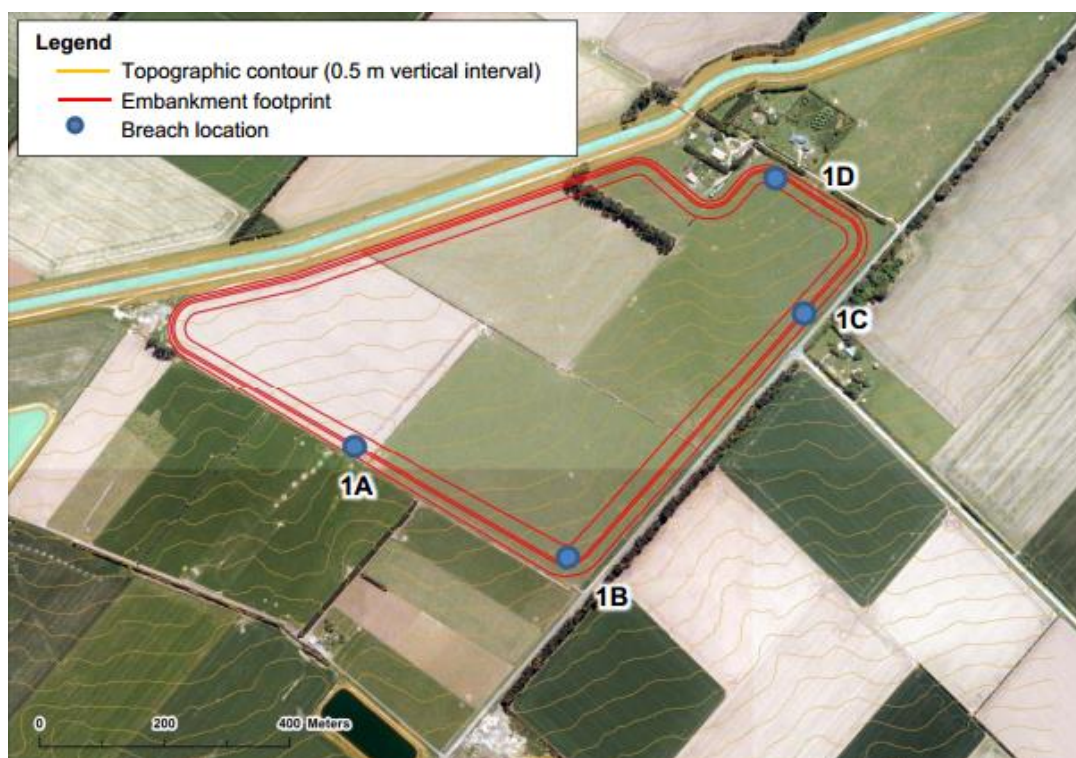 Legend
Topographic contour (0.5 m vertical interval)
Embankment footprint
Breach location
1D
1C
1A
1B
0 200 400 Meters